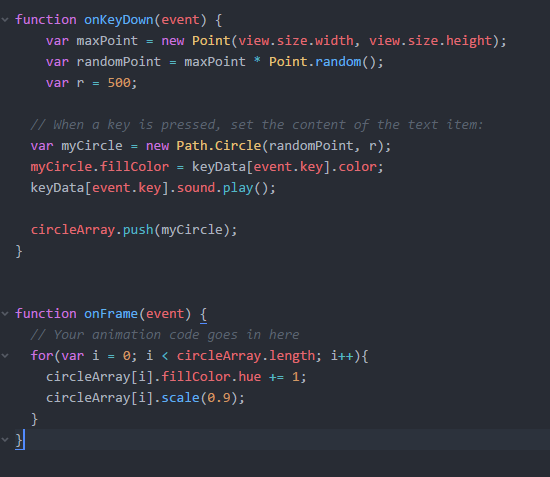 function onKeyDown(event) {
var maxPoint = new Point(view.size.width, view.size.height);
var randomPoint = maxPoint * Point.random();
var r = 500;
// When a key is pressed, set the content of the text item:
var myCircle = new Path.Circle(randomPoint, r);
myCircle.fillColor = keyData[event.key].color;
keyData[event.key].sound.play();
circleArray.push(myCircle);
}
function onFrame(event) {
// Your animation code goes in here
for(var i = 0; i < circleArray.length; i++){
circleArray[i].fillColor.hue += 1;
circleArray[i].scale(0.9);
}
}